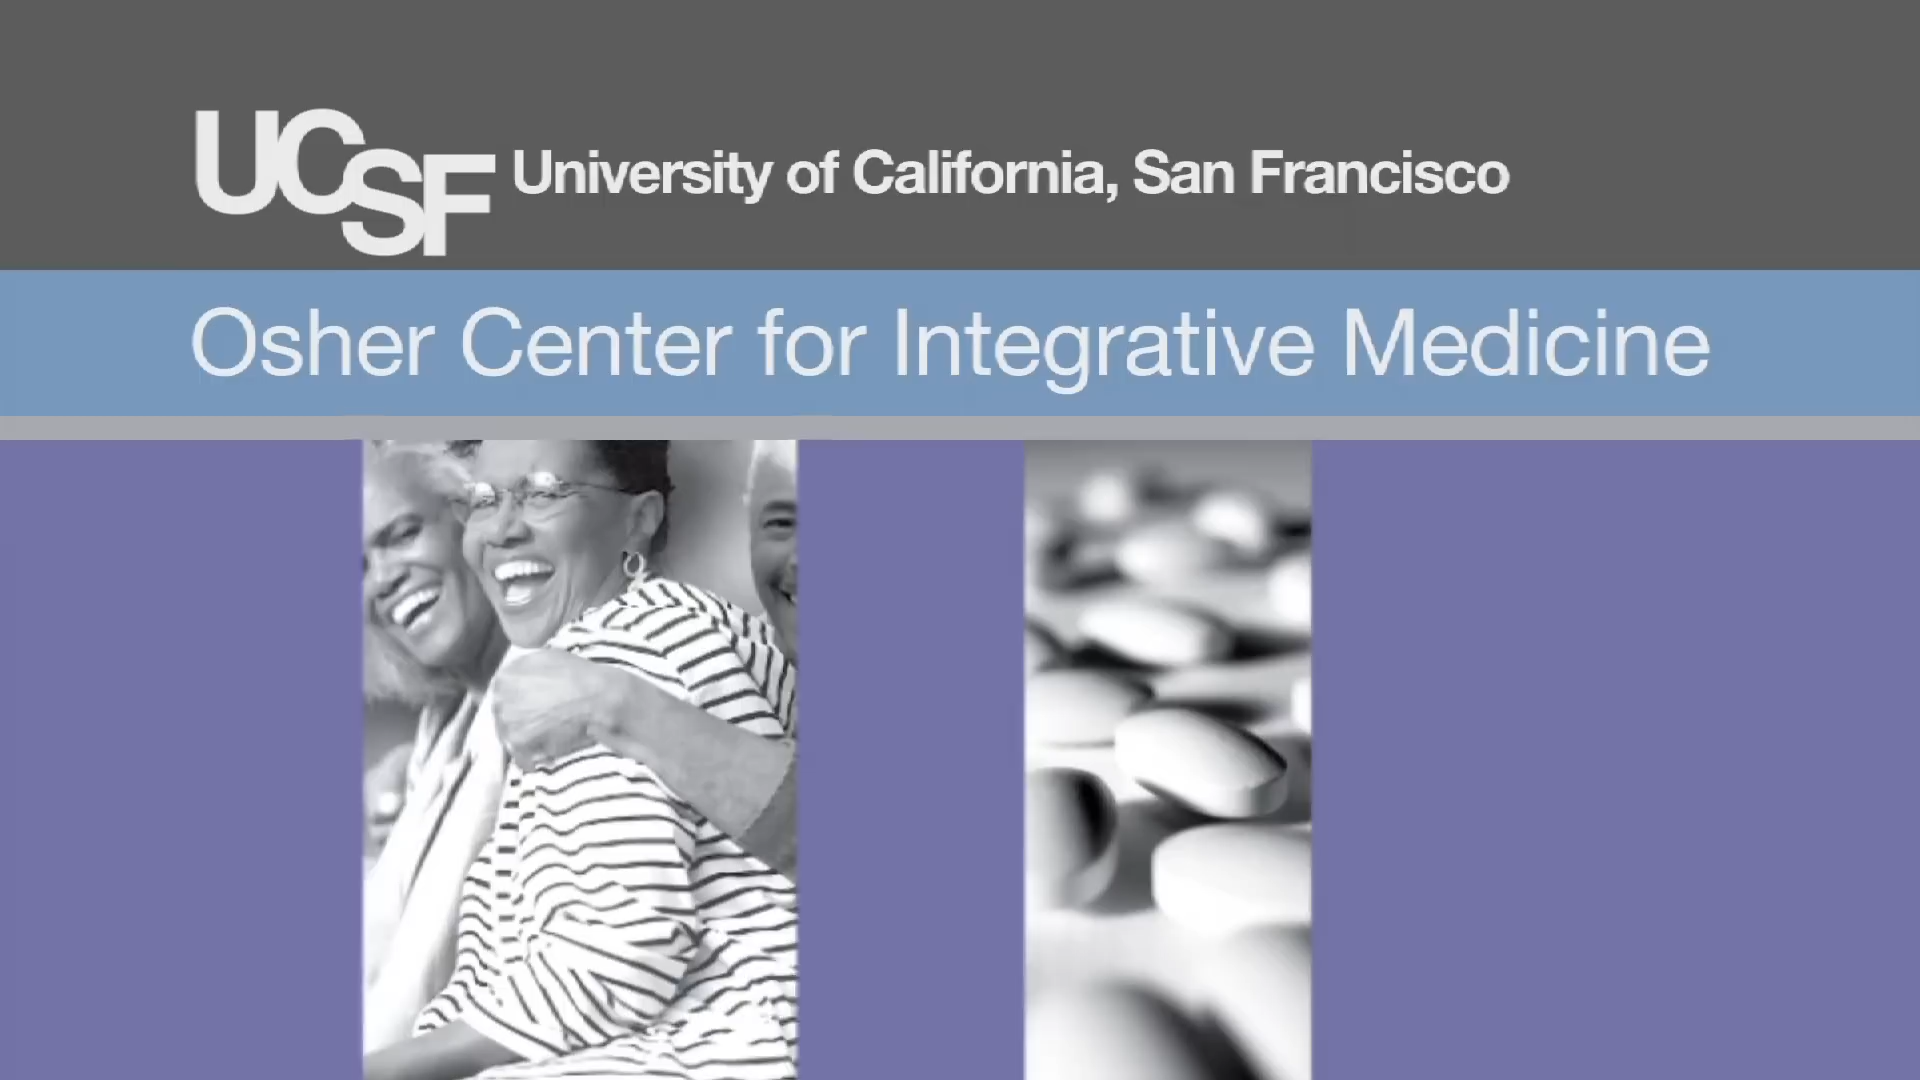 UCSF University of California, San Francisco
Osher Center for Integrative Medicine